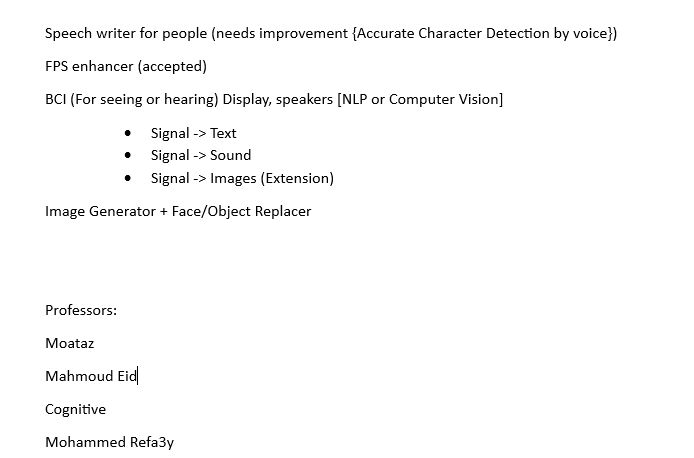 Speech writer for people (needs improvement {Accurate Character Detection by voice})
FPS enhancer (accepted)
BCI (For seeing or hearing) Display, speakers [NLP or Computer Vision]
• Signal -> Text
• Signal -> Sound
• Signal -> Images (Extension)
Image Generator + Face/Object Replacer
Professors:
Moataz
Mahmoud Eid
Cognitive
Mohammed Refa3y